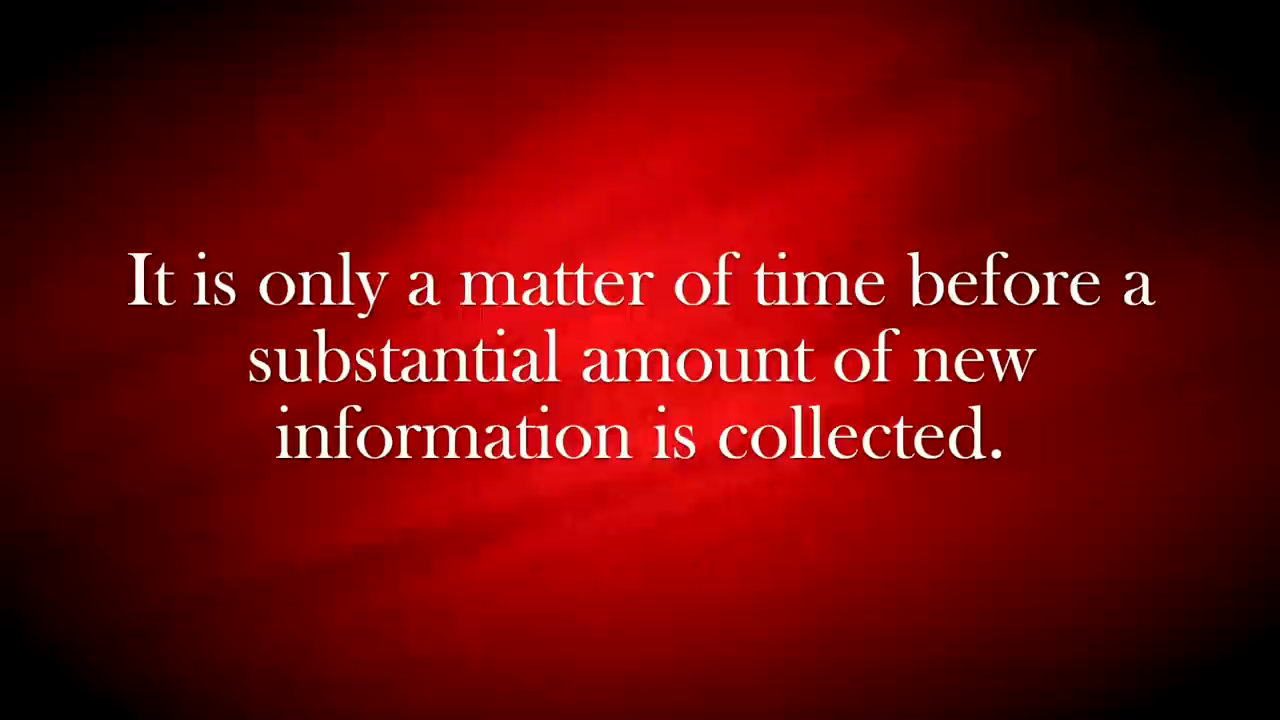 It is only a matter of time before a
substantial amount of new
information is collected.